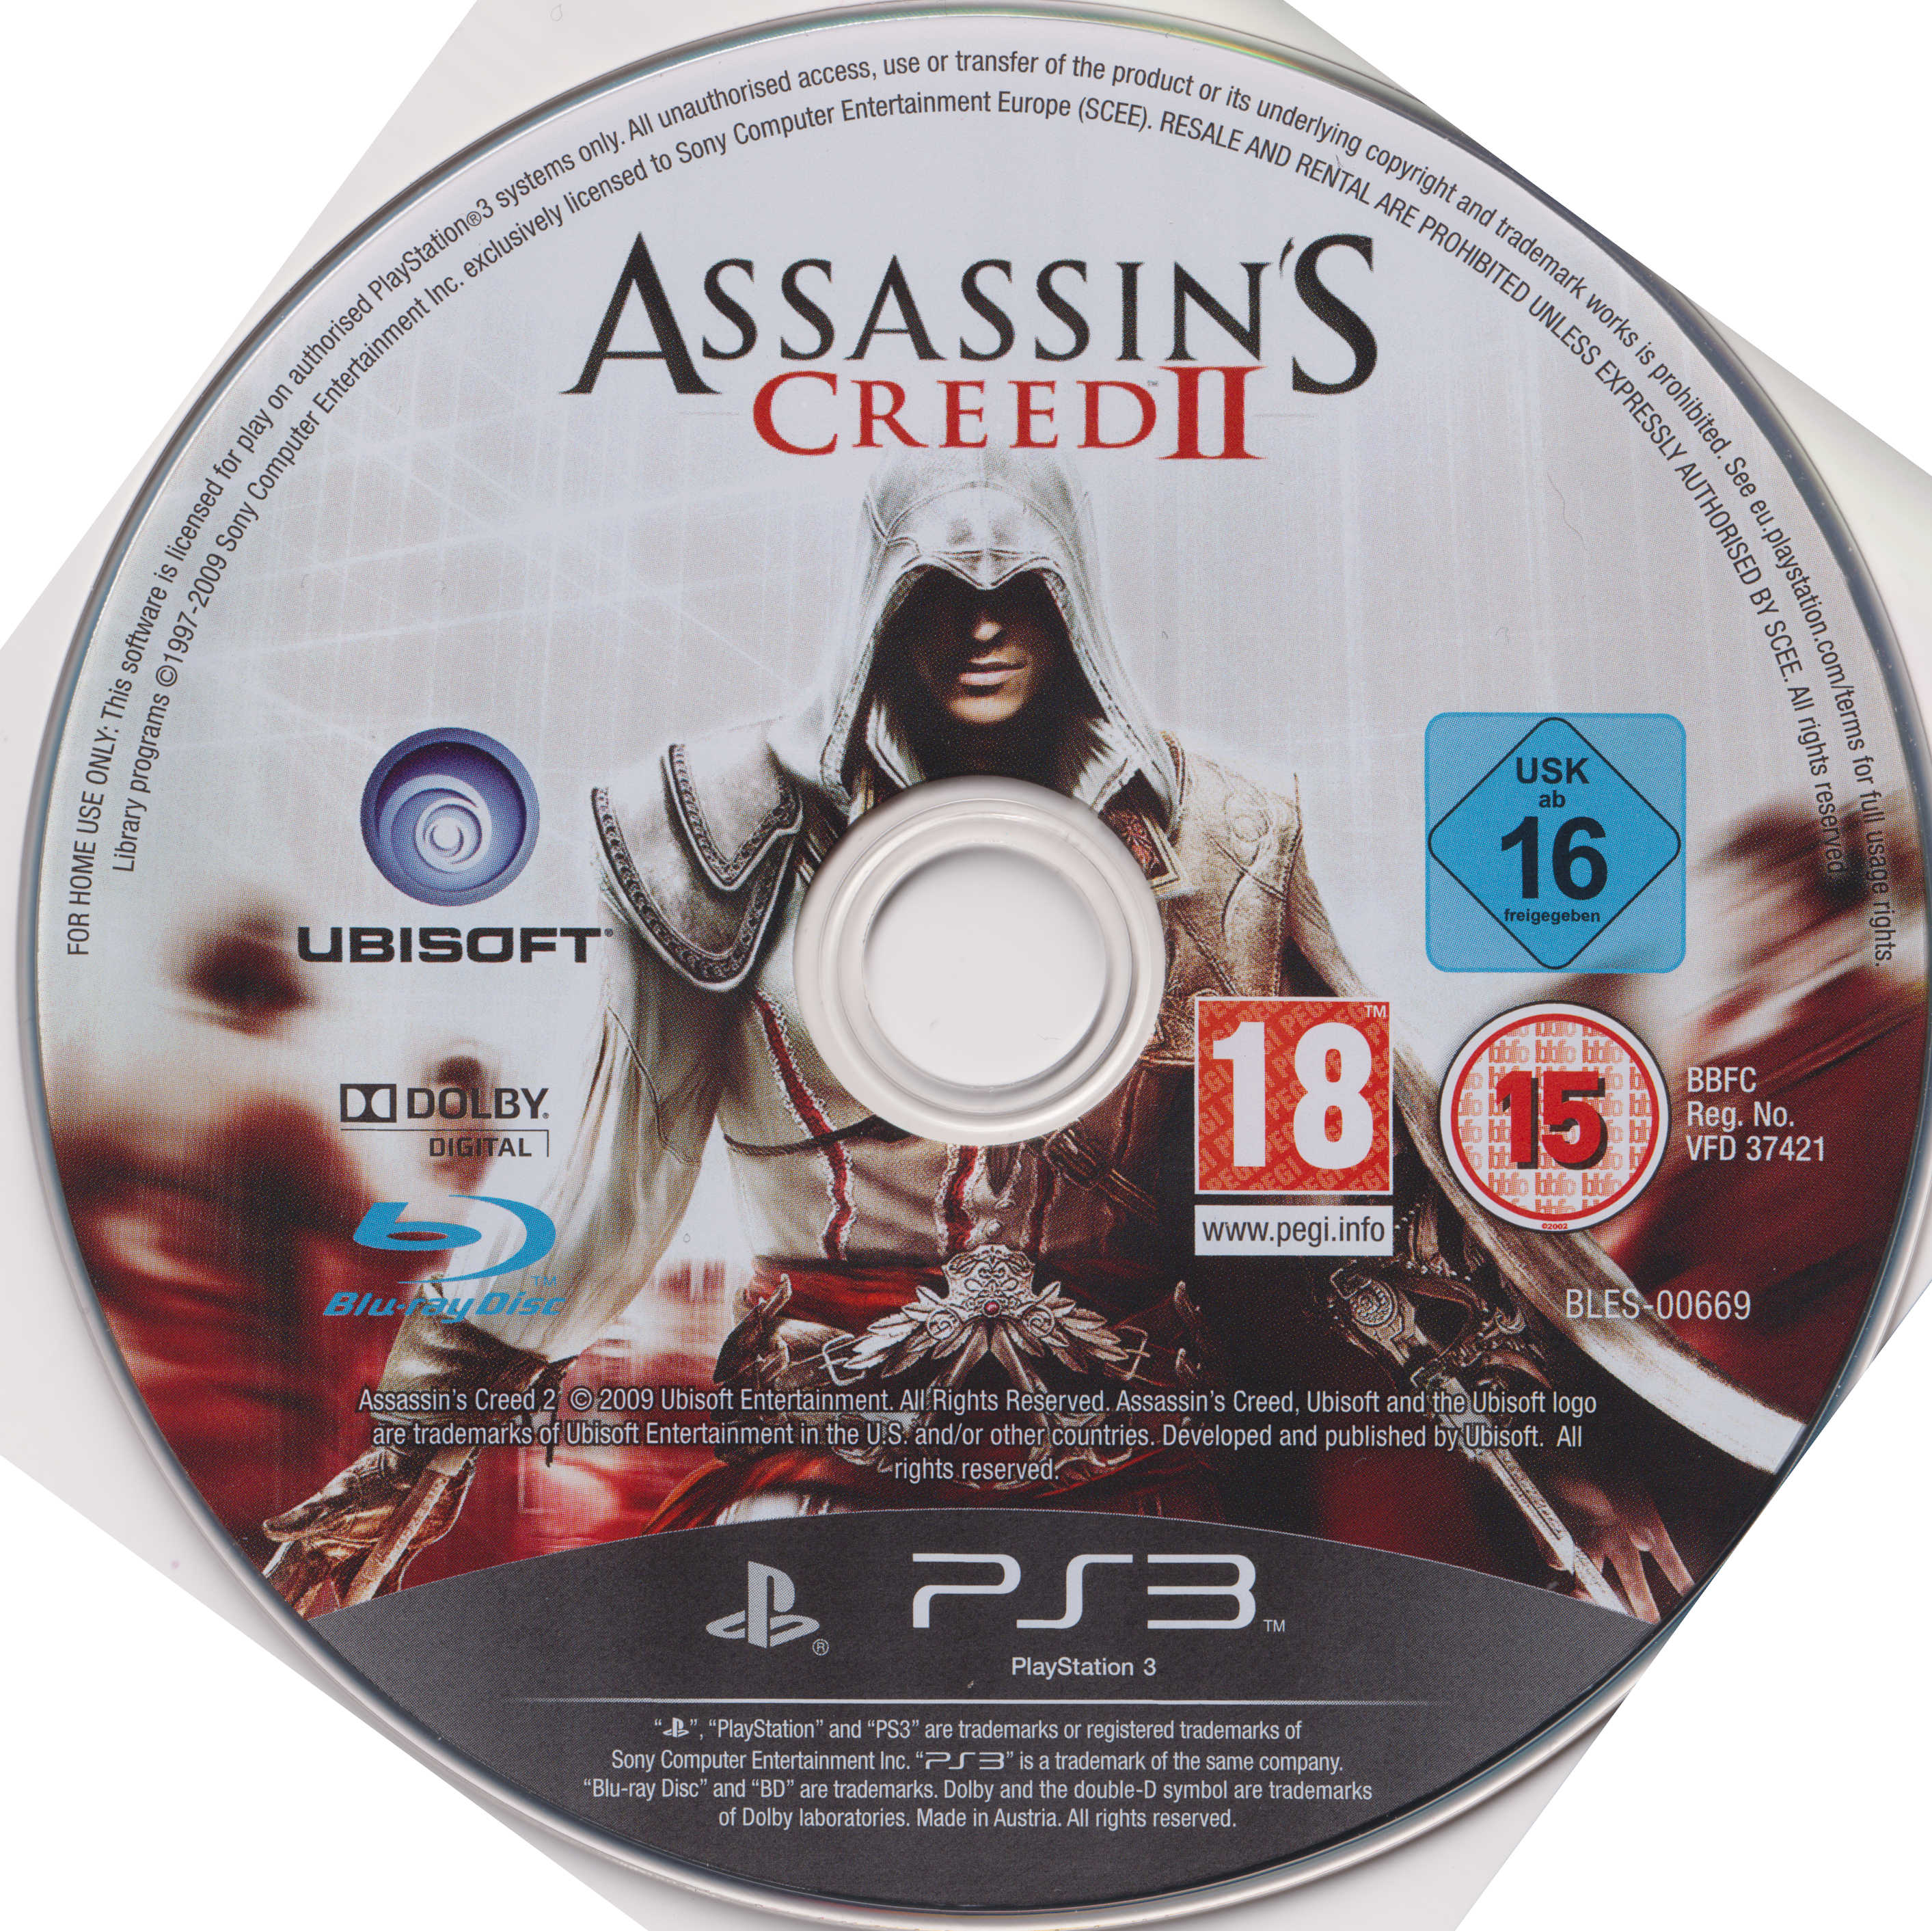 FOR HOME USE ONLY: This software is licensed for play on authorised PlayStation®3 systems only. All unauthorised access, use or transfer of the product or its underlying copyright and trademark works is prohibited. See eu.playstation.com/terms for full usage rights.
Library programs ©1997-2009 Sony Computer Entertainment Inc. exclusively licensed to Sony Computer Entertainment Europe (SCEE). RESALE AND RENTAL ARE PROHIBITED UNLESS EXPRESSLY AUTHORISED BY SCEE. All rights reserved
ASSASSIN'S
CREED™ II
UBISOFT®
USK
ab
16
freigegeben
DOLBY®
DIGITAL
Blu-ray Disc™
18™
www.pegi.info
15
©2002
BBFC
Reg. No.
VFD 37421
BLES-00669
Assassin's Creed 2 © 2009 Ubisoft Entertainment. All Rights Reserved. Assassin's Creed, Ubisoft and the Ubisoft logo
are trademarks of Ubisoft Entertainment in the U.S. and/or other countries. Developed and published by Ubisoft. All
rights reserved.
® PS3™
PlayStation 3
“ ”, “PlayStation” and “PS3” are trademarks or registered trademarks of
Sony Computer Entertainment Inc. “PS3” is a trademark of the same company.
“Blu-ray Disc” and “BD” are trademarks. Dolby and the double-D symbol are trademarks
of Dolby laboratories. Made in Austria. All rights reserved.